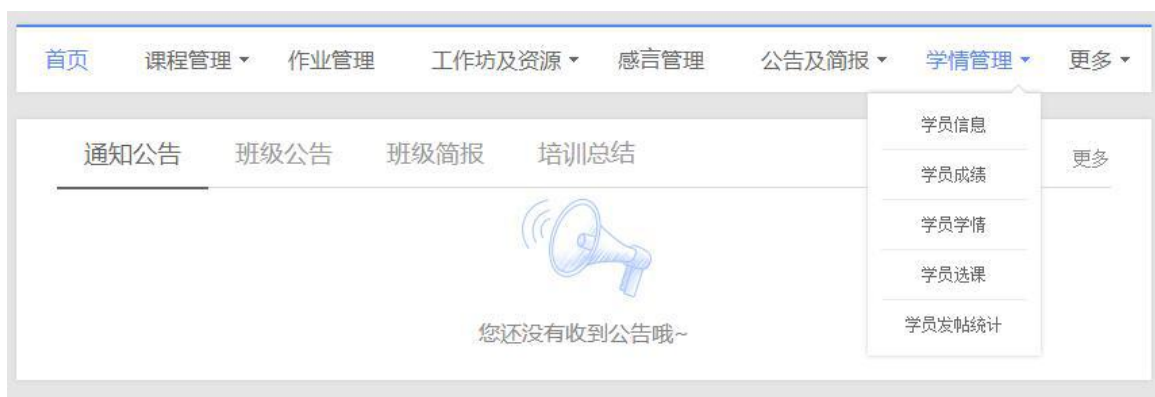 首页 课程管理 作业管理 工作坊及资源 感言管理 公告及简报 学情管理 更多
通知公告 班级公告 班级简报 培训总结 更多
学员信息
学员成绩
学员学情
学员选课
学员发帖统计
您还没有收到公告哦~